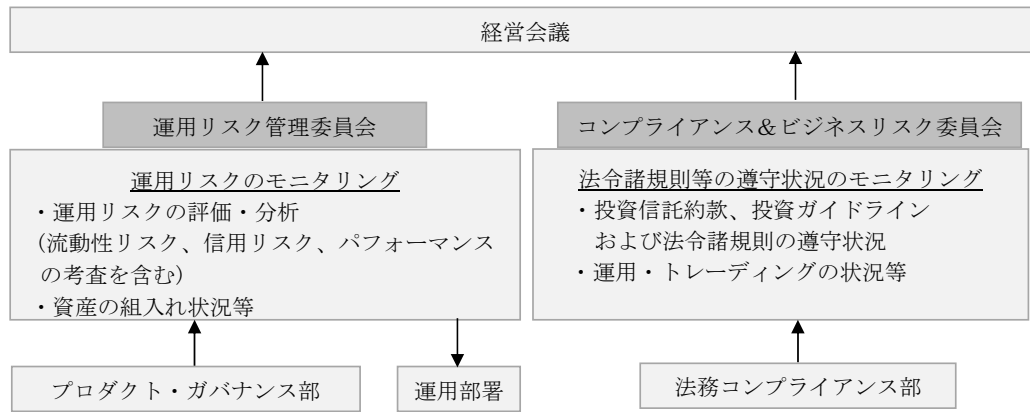 経営会議
運用リスク管理委員会
運用リスクのモニタリング
・運用リスクの評価・分析
(流動性リスク、信用リスク、パフォーマンス
の考査を含む)
・資産の組入れ状況等
コンプライアンス＆ビジネスリスク委員会
法令諸規則等の遵守状況のモニタリング
・投資信託約款、投資ガイドライン
および法令諸規則の遵守状況
・運用・トレーディングの状況等
プロダクト・ガバナンス部
運用部署
法務コンプライアンス部